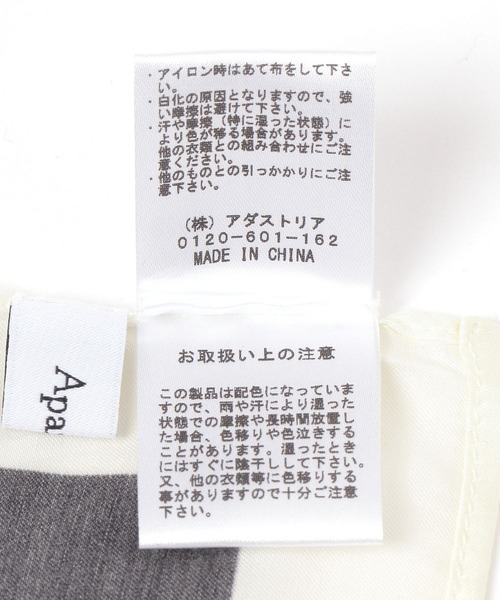 ・アイロン時はあて布をして下さ
い。
・白化の原因となりますので、強
い摩擦は避けて下さい。
・汗や摩擦（特に湿った状態）に
より色が移る場合があります。
他の衣類との組み合わせにご注
意ください。
・他のものとの引っかかりにご注
意下さい。
（株）アダストリア
0120-601-162
MADE IN CHINA
お取扱い上の注意
この製品は配色になっていま
すので、雨や汗により湿った
状態での摩擦や長時間放置し
た場合、色移りや色泣きする
ことがあります。湿ったとき
にはすぐに陰干しして下さい。
又、他の衣類等に色移りする
事がありますので十分ご注意
下さい。
Apa